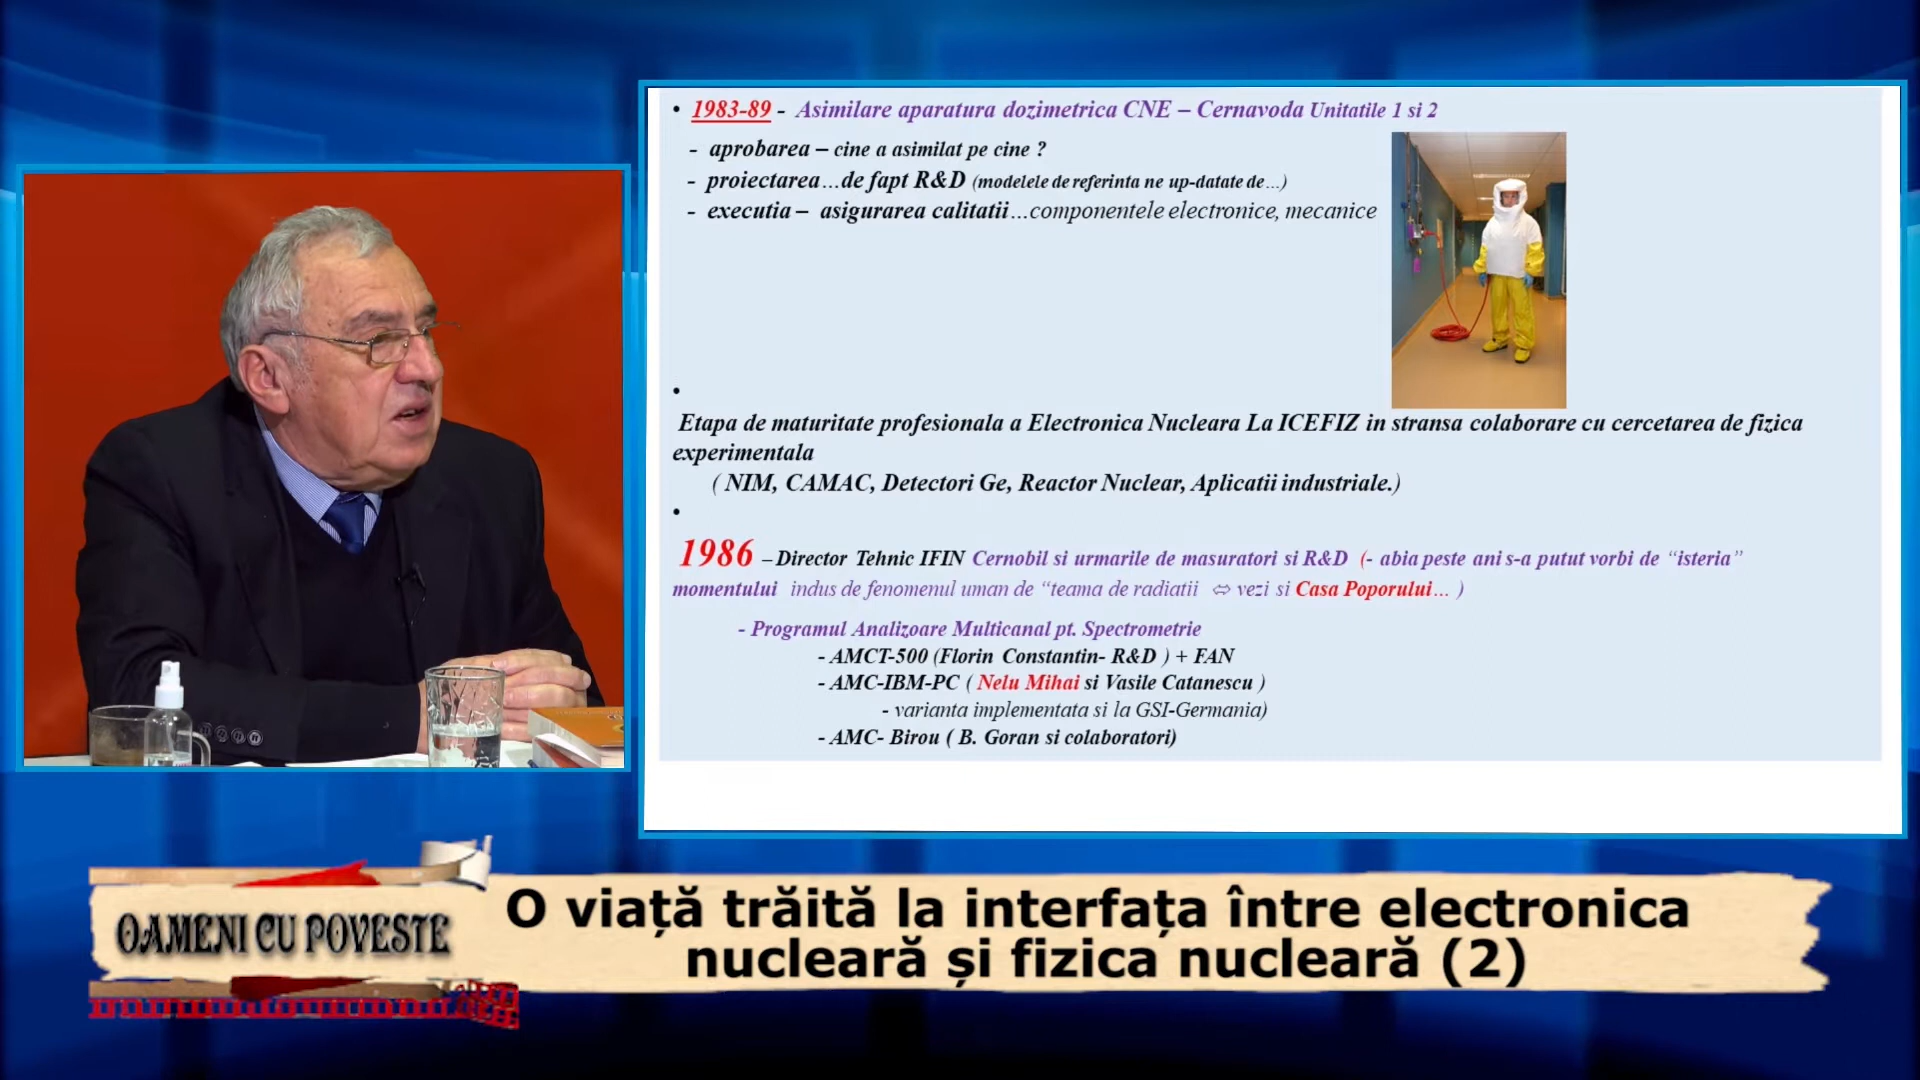 • 1983-89 - Asimilare aparatura dozimetrica CNE – Cernavoda Unitatile 1 si 2
- aprobarea – cine a asimilat pe cine ?
- proiectarea…de fapt R&D (modelele de referinta ne up-datate de…)
- executia – asigurarea calitatii…componentele electronice, mecanice
•
Etapa de maturitate profesionala a Electronica Nucleara La ICEFIZ in stransa colaborare cu cercetarea de fizica
experimentala
( NIM, CAMAC, Detectori Ge, Reactor Nuclear, Aplicatii industriale.)
•
1986 – Director Tehnic IFIN Cernobil si urmarile de masuratori si R&D (- abia peste ani s-a putut vorbi de “isteria”
momentului indus de fenomenul uman de “teama de radiatii ⇔ vezi si Casa Poporului… )
- Programul Analizoare Multicanal pt. Spectrometrie
- AMCT-500 (Florin Constantin- R&D ) + FAN
- AMC-IBM-PC ( Nelu Mihai si Vasile Catanescu )
- varianta implementata si la GSI-Germania)
- AMC- Birou ( B. Goran si colaboratori)
OAMENI CU POVESTE
O viață trăită la interfața între electronica
nucleară și fizica nucleară (2)